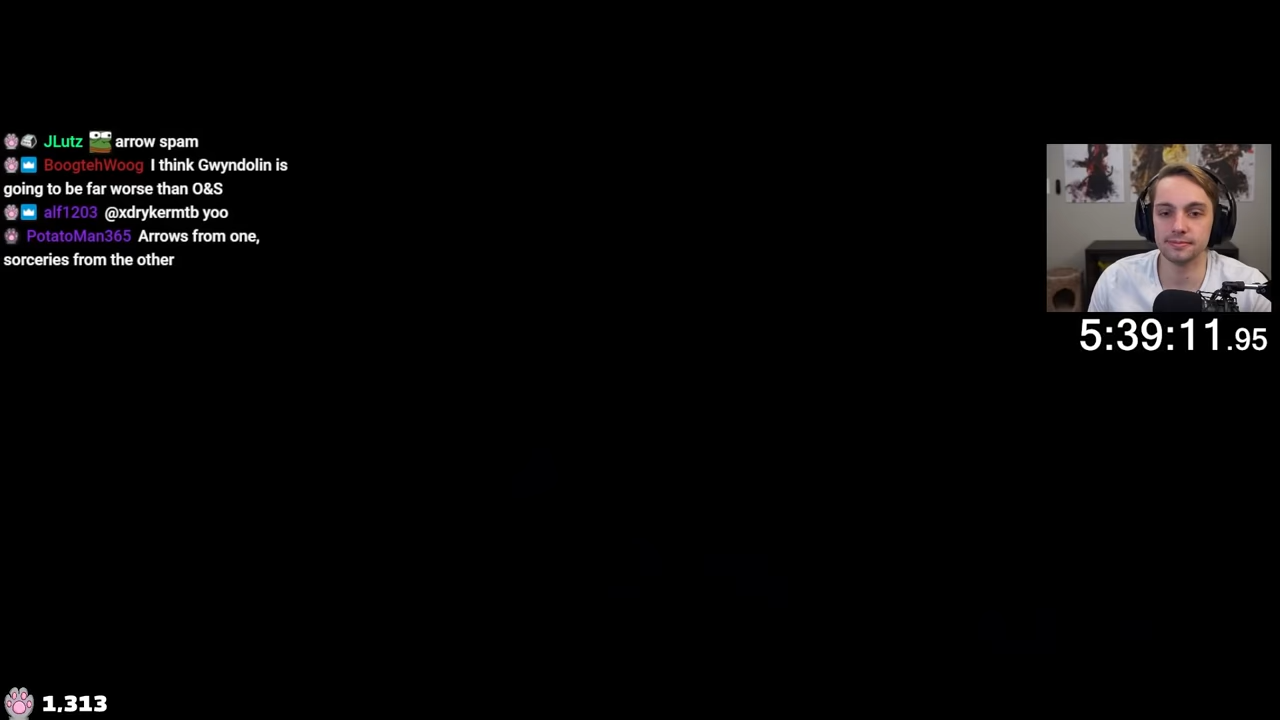 JLutz arrow spam
BoogtehWoog I think Gwyndolin is
going to be far worse than O&S
alf1203 @xdrykermtb yoo
PotatoMan365 Arrows from one,
sorceries from the other
5:39:11.95
1,313